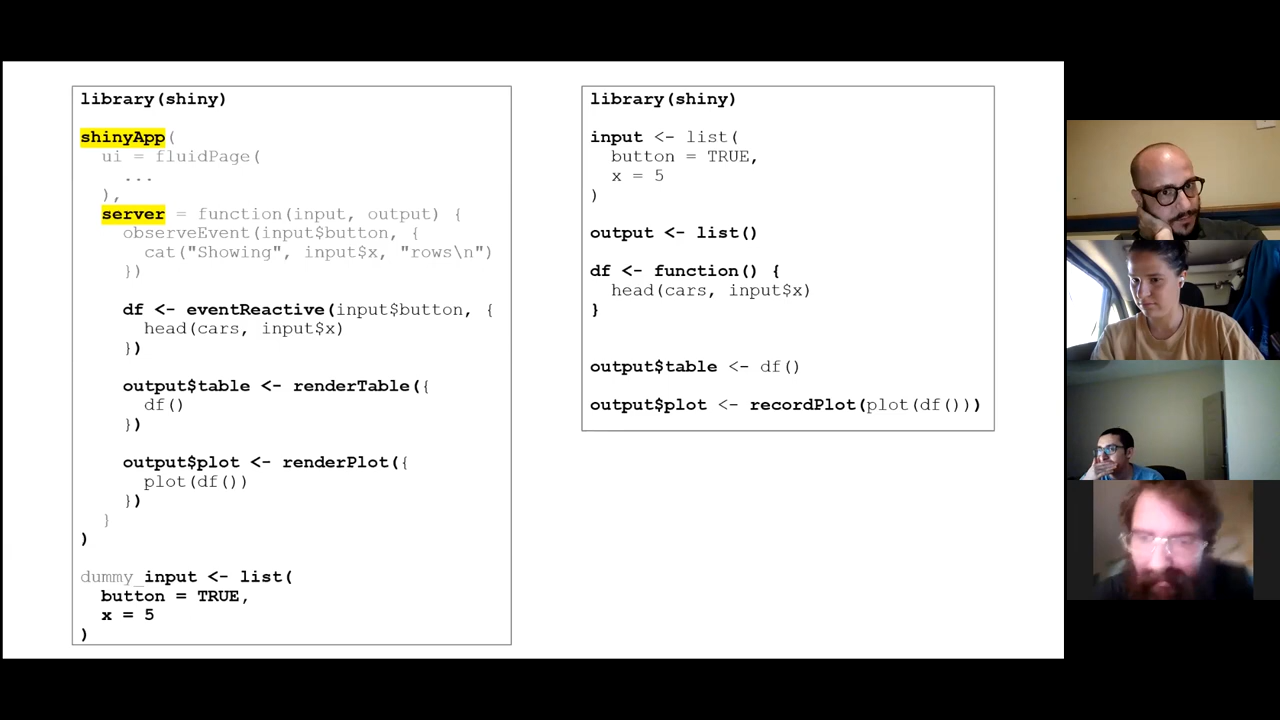 library(shiny)
shinyApp(
ui = fluidPage(
...
),
server = function(input, output) {
observeEvent(input$button, {
cat("Showing", input$x, "rows\n")
})
df <- eventReactive(input$button, {
head(cars, input$x)
})
output$table <- renderTable({
df()
})
output$plot <- renderPlot({
plot(df())
})
}
)
dummy_input <- list(
button = TRUE,
x = 5
)
library(shiny)
input <- list(
button = TRUE,
x = 5
)
output <- list()
df <- function() {
head(cars, input$x)
}
output$table <- df()
output$plot <- recordPlot(plot(df()))